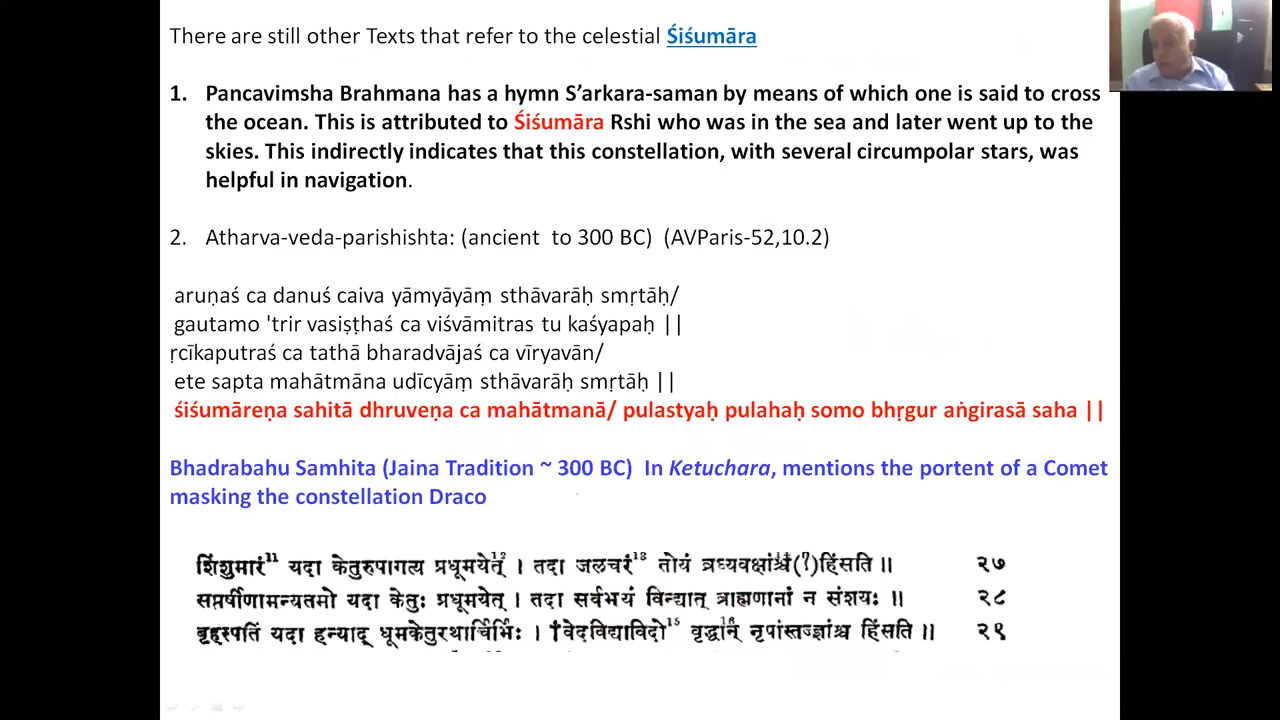 There are still other Texts that refer to the celestial Śiśumāra
1. Pancavimsha Brahmana has a hymn S’arkara-saman by means of which one is said to cross
the ocean. This is attributed to Śiśumāra Rshi who was in the sea and later went up to the
skies. This indirectly indicates that this constellation, with several circumpolar stars, was
helpful in navigation.
2. Atharva-veda-parishishta: (ancient to 300 BC) (AVParis-52,10.2)
aruṇaś ca danuś caiva yāmyāyāṃ sthāvarāḥ smṛtāḥ/
gautamo 'trir vasiṣṭhaś ca viśvāmitras tu kaśyapaḥ ||
ṛcīkaputraś ca tathā bharadvājaś ca vīryavān/
ete sapta mahātmāna udīcyāṃ sthāvarāḥ smṛtāḥ ||
śiśumāreṇa sahitā dhruveṇa ca mahātmanā/ pulastyaḥ pulahaḥ somo bhṛgur aṅgirasā saha ||
Bhadrabahu Samhita (Jaina Tradition ~ 300 BC) In Ketuchara, mentions the portent of a Comet
masking the constellation Draco
शिंशुमारं¹¹ यदा केतुरुपागत्य प्रधूमयेत्¹² । तदा जलचरं¹³ तोयं (?)हिंसति ॥ २७
सप्तर्षीणामन्यतमो यदा केतुः प्रधूमयेत् । तदा सर्वभयं विन्द्यात् ब्राह्मणानां न संशयः ॥ २८
बृहस्पतिं यदा हन्याद् धूमकेतुरथार्चिर्भिः । †वेदविद्याविदो¹⁵ वृद्धान्¹⁶ नृपांस्तज्ज्ञांश्च हिंसति ॥ २९